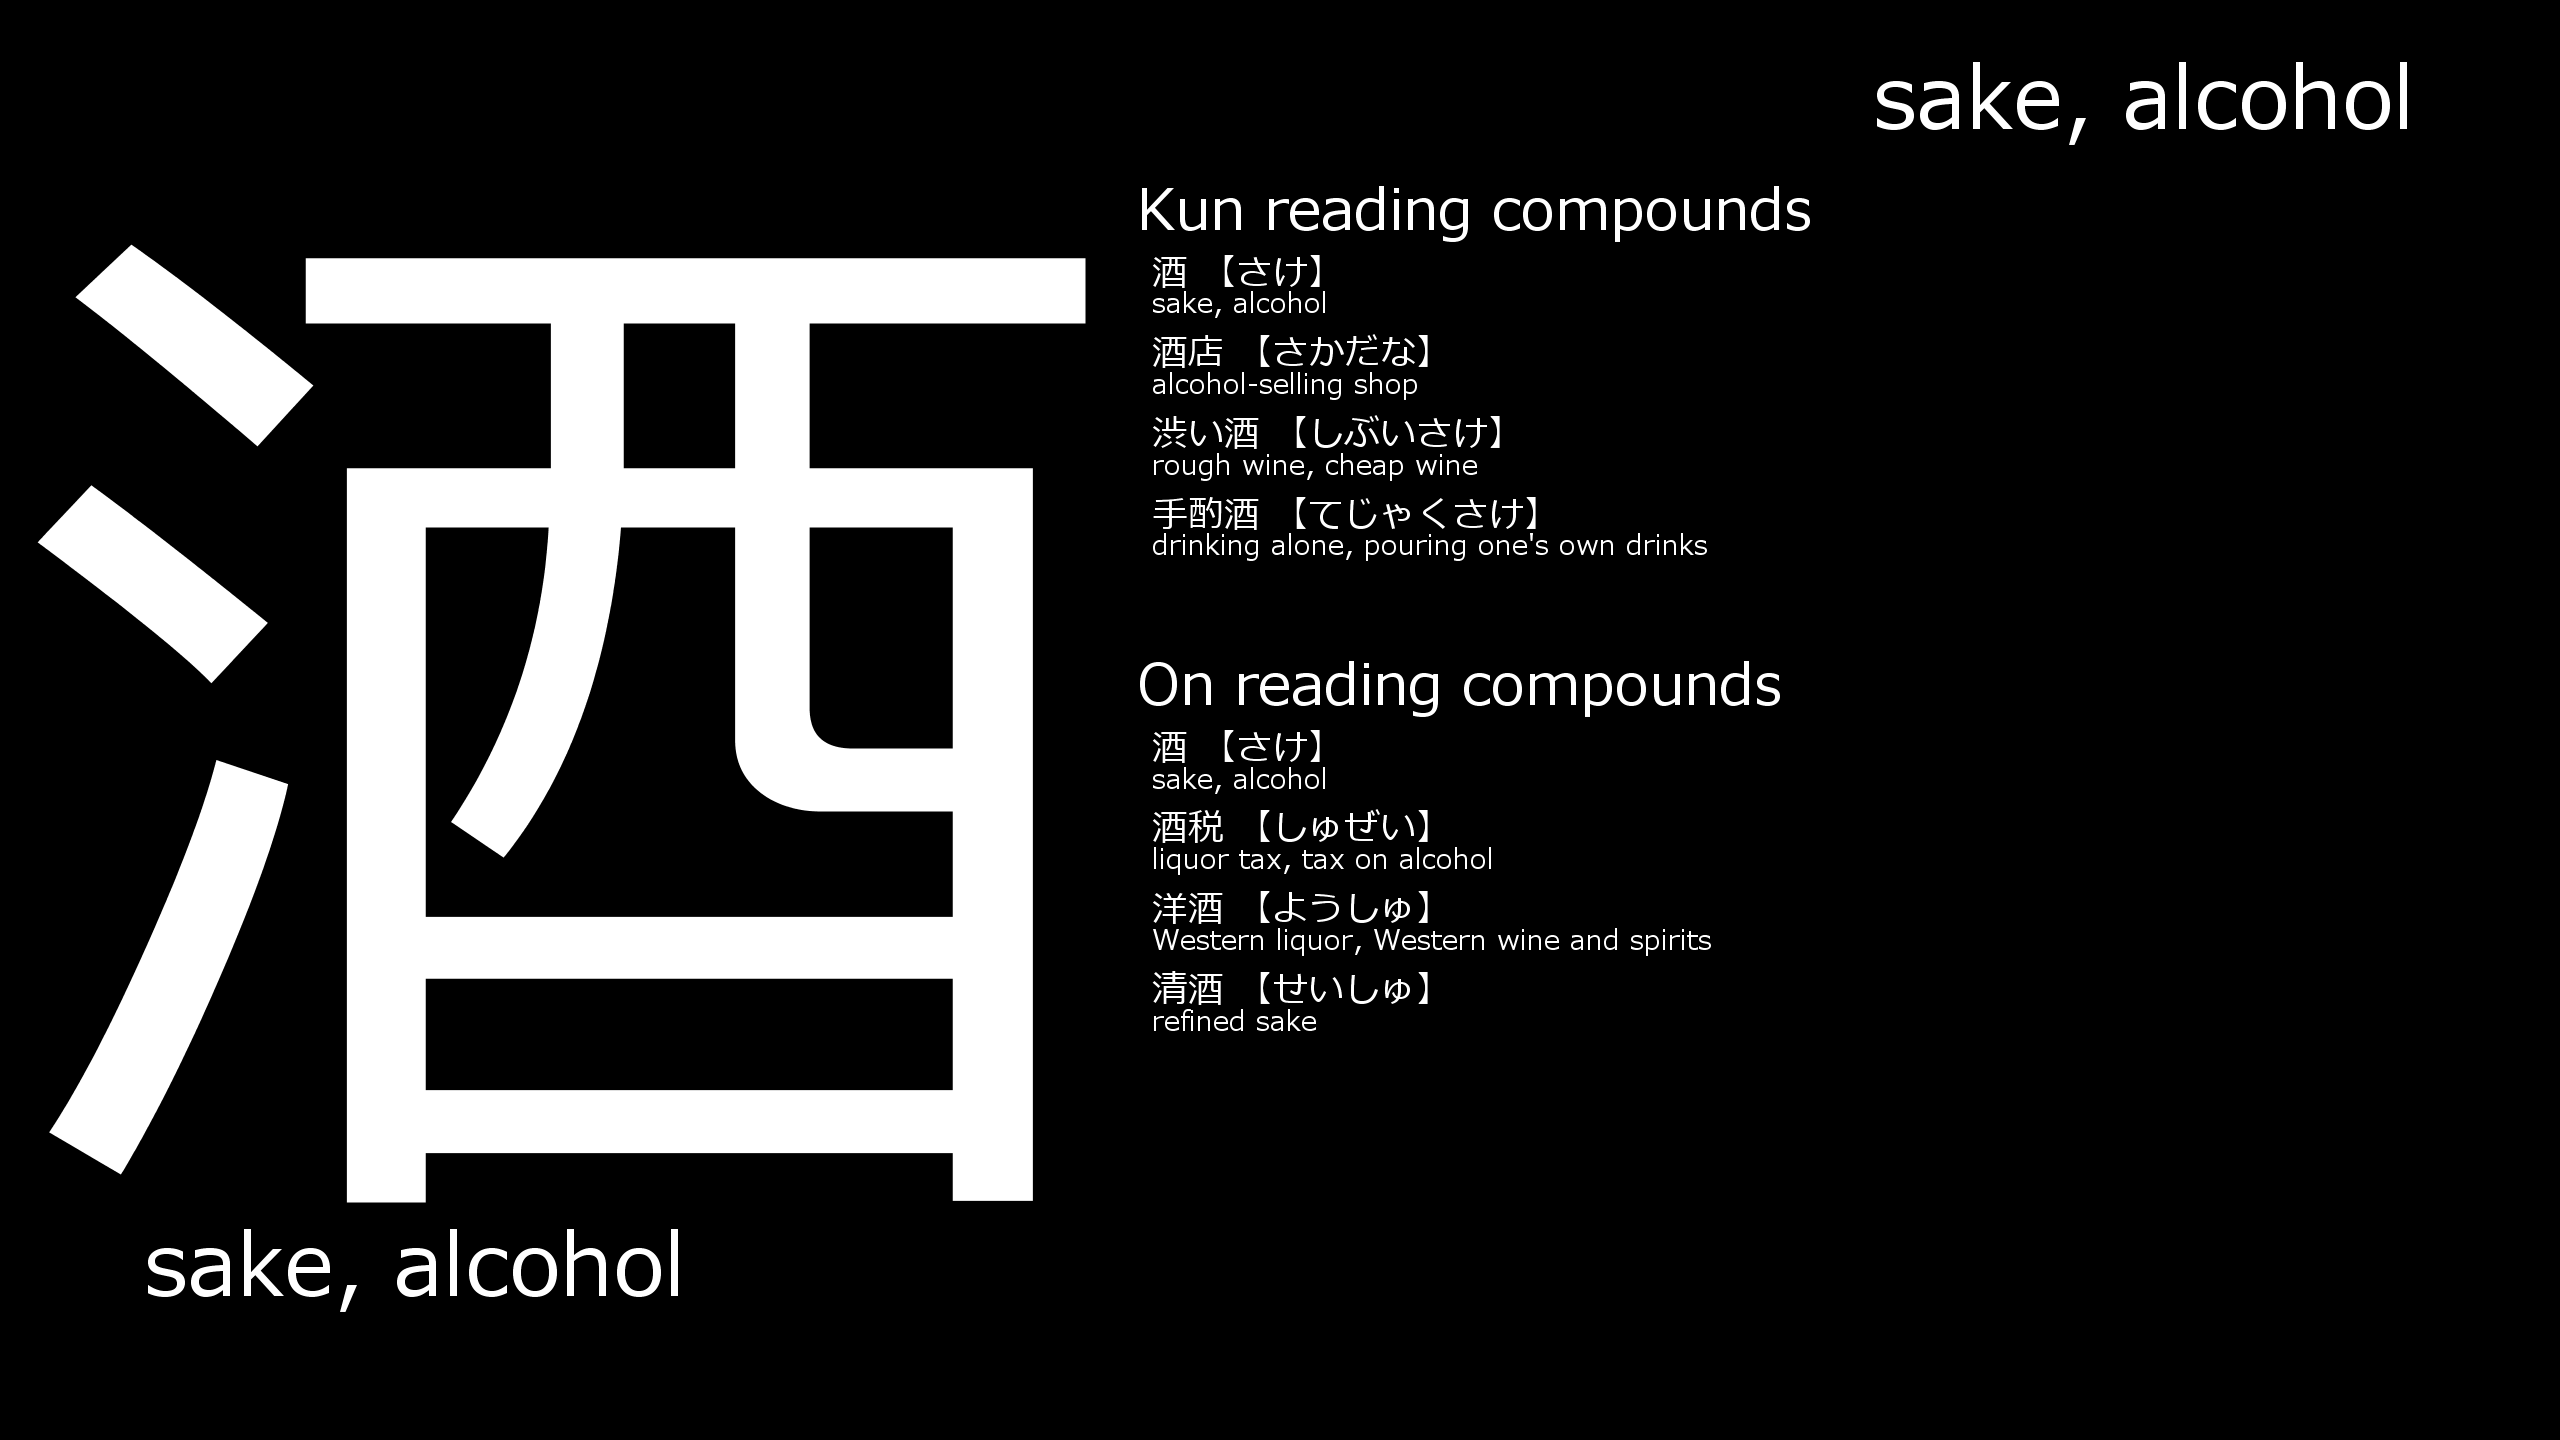 sake, alcohol
酒
sake, alcohol
Kun reading compounds
酒 【さけ】
sake, alcohol
酒店 【さかだな】
alcohol-selling shop
渋い酒 【しぶいさけ】
rough wine, cheap wine
手酌酒 【てじゃくさけ】
drinking alone, pouring one's own drinks
On reading compounds
酒 【さけ】
sake, alcohol
酒税 【しゅぜい】
liquor tax, tax on alcohol
洋酒 【ようしゅ】
Western liquor, Western wine and spirits
清酒 【せいしゅ】
refined sake